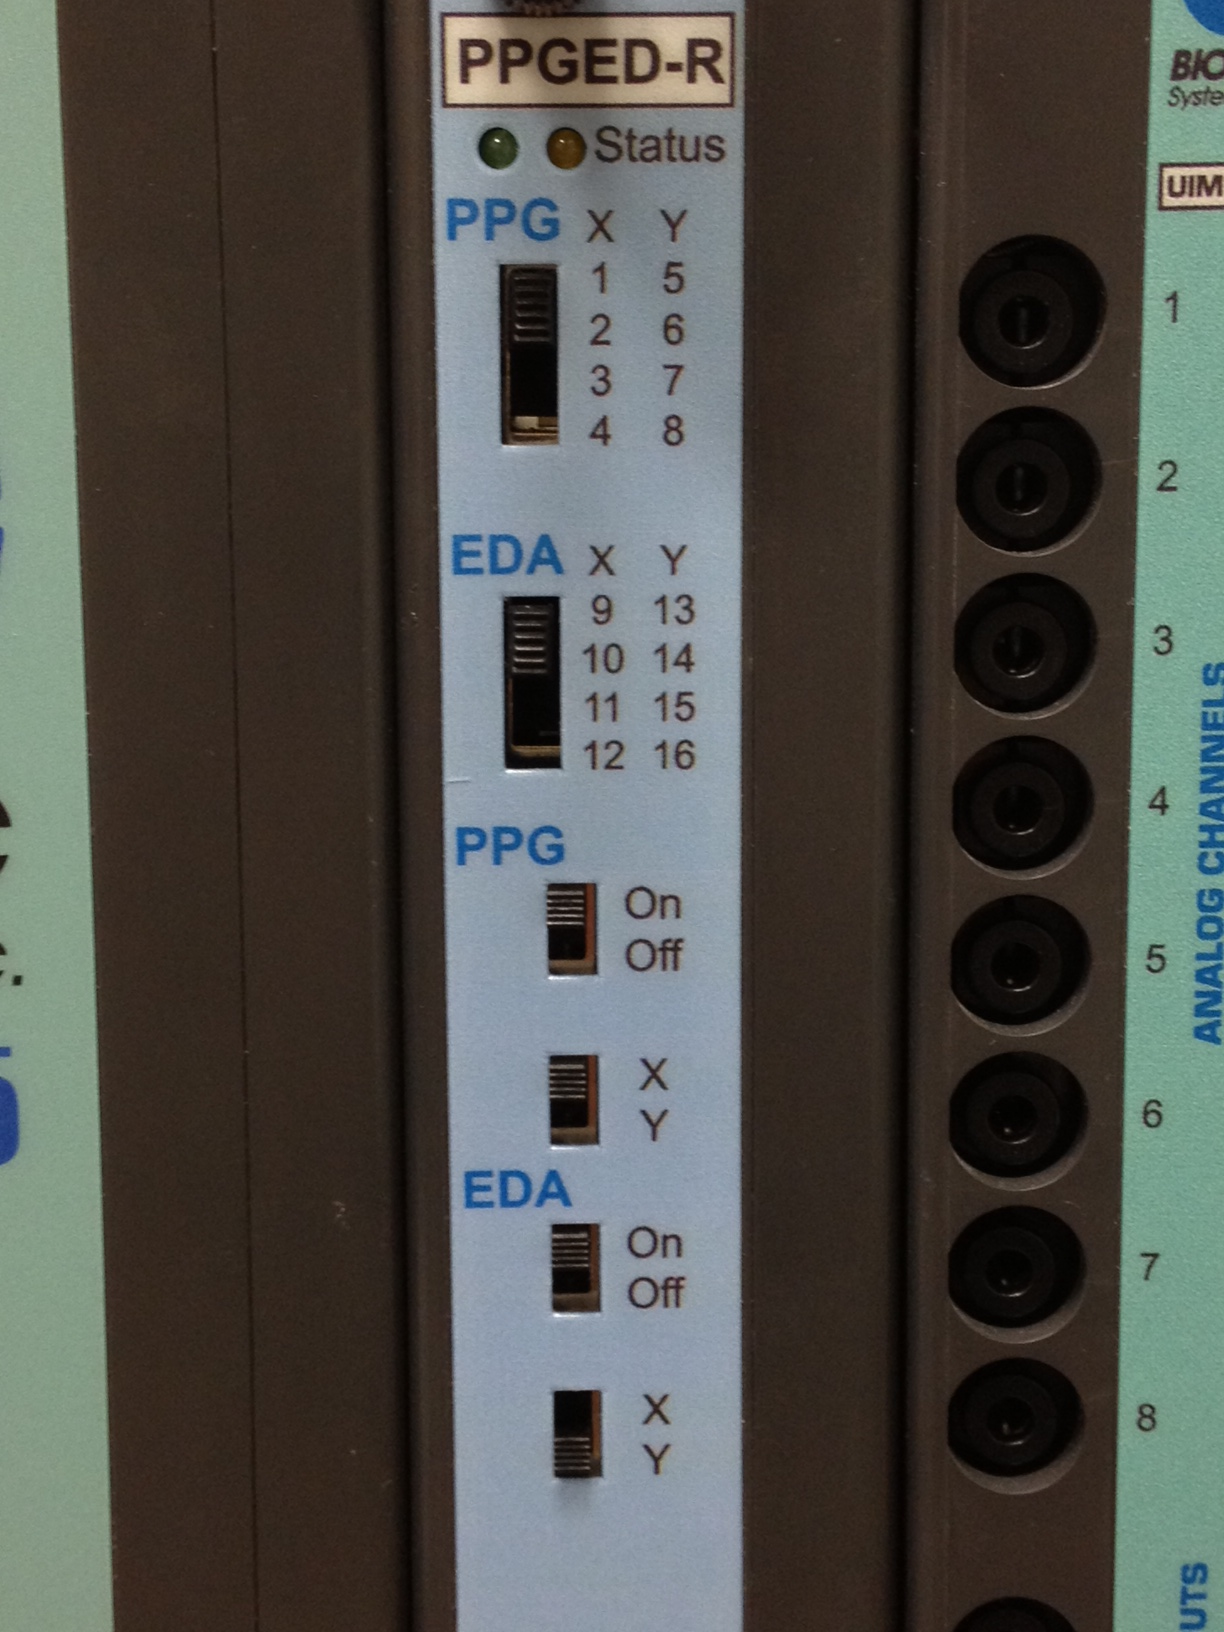 PPGED-R
Status
PPG X Y
1 5
2 6
3 7
4 8
EDA X Y
9 13
10 14
11 15
12 16
PPG
On
Off
X
Y
EDA
On
Off
X
Y
UIM
1
2
3
4
5
6
7
8
ANALOG CHANNELS